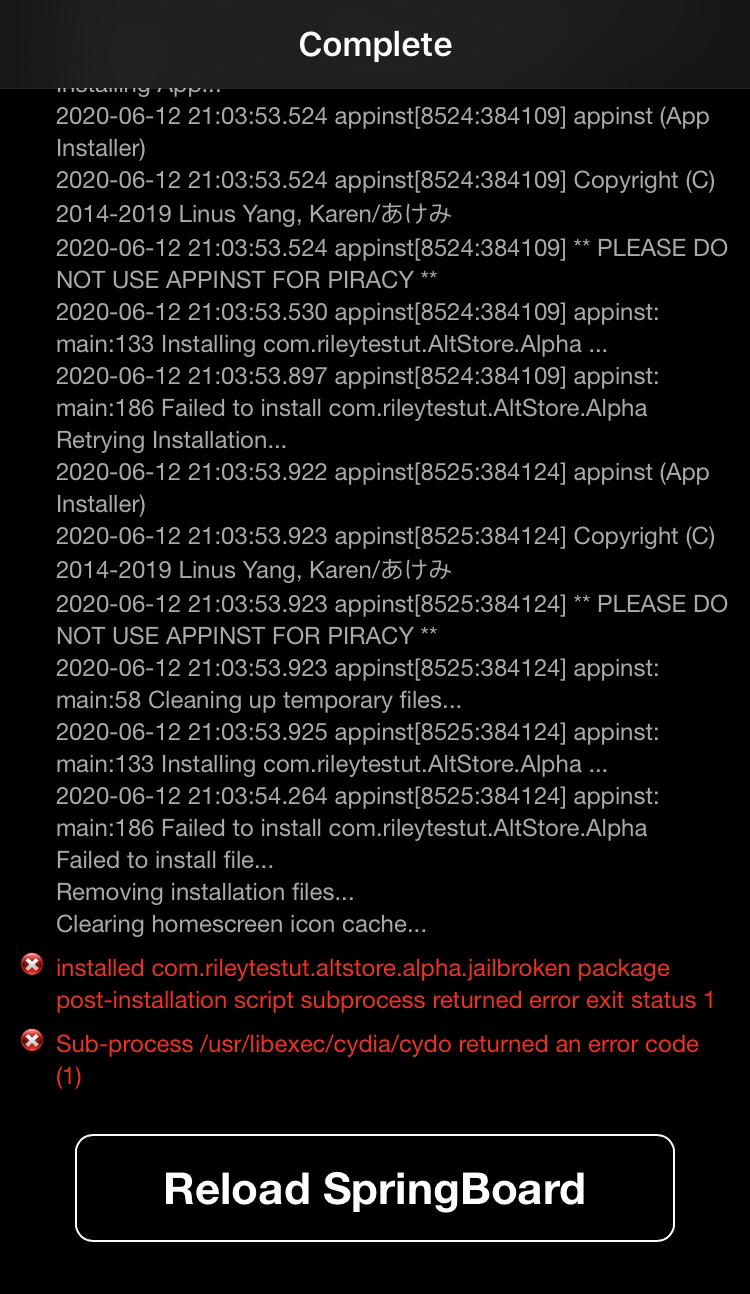 Complete
Installing App...
2020-06-12 21:03:53.524 appinst[8524:384109] appinst (App
Installer)
2020-06-12 21:03:53.524 appinst[8524:384109] Copyright (C)
2014-2019 Linus Yang, Karen/あけみ
2020-06-12 21:03:53.524 appinst[8524:384109] ** PLEASE DO
NOT USE APPINST FOR PIRACY **
2020-06-12 21:03:53.530 appinst[8524:384109] appinst:
main:133 Installing com.rileytestut.AltStore.Alpha ...
2020-06-12 21:03:53.897 appinst[8524:384109] appinst:
main:186 Failed to install com.rileytestut.AltStore.Alpha
Retrying Installation...
2020-06-12 21:03:53.922 appinst[8525:384124] appinst (App
Installer)
2020-06-12 21:03:53.923 appinst[8525:384124] Copyright (C)
2014-2019 Linus Yang, Karen/あけみ
2020-06-12 21:03:53.923 appinst[8525:384124] ** PLEASE DO
NOT USE APPINST FOR PIRACY **
2020-06-12 21:03:53.923 appinst[8525:384124] appinst:
main:58 Cleaning up temporary files...
2020-06-12 21:03:53.925 appinst[8525:384124] appinst:
main:133 Installing com.rileytestut.AltStore.Alpha ...
2020-06-12 21:03:54.264 appinst[8525:384124] appinst:
main:186 Failed to install com.rileytestut.AltStore.Alpha
Failed to install file...
Removing installation files...
Clearing homescreen icon cache...
installed com.rileytestut.altstore.alpha.jailbroken package
post-installation script subprocess returned error exit status 1
Sub-process /usr/libexec/cydia/cydo returned an error code
(1)
Reload SpringBoard